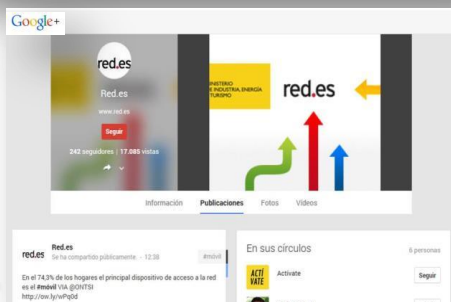 Google+
red.es
Red.es
www.red.es
Seguir
242 seguidores | 17.085 vistas
MINISTERIO
DE INDUSTRIA, ENERGÍA
Y TURISMO
red.es
Información Publicaciones Fotos Vídeos
red.es
Red.es
Se ha compartido públicamente. - 12:38
#móvil
En el 74,3% de los hogares el principal dispositivo de acceso a la red
es el #móvil VIA @ONTSI
http://ow.ly/wPq0d
En sus círculos
6 personas
ACTÍ
VATE
Activate
Seguir